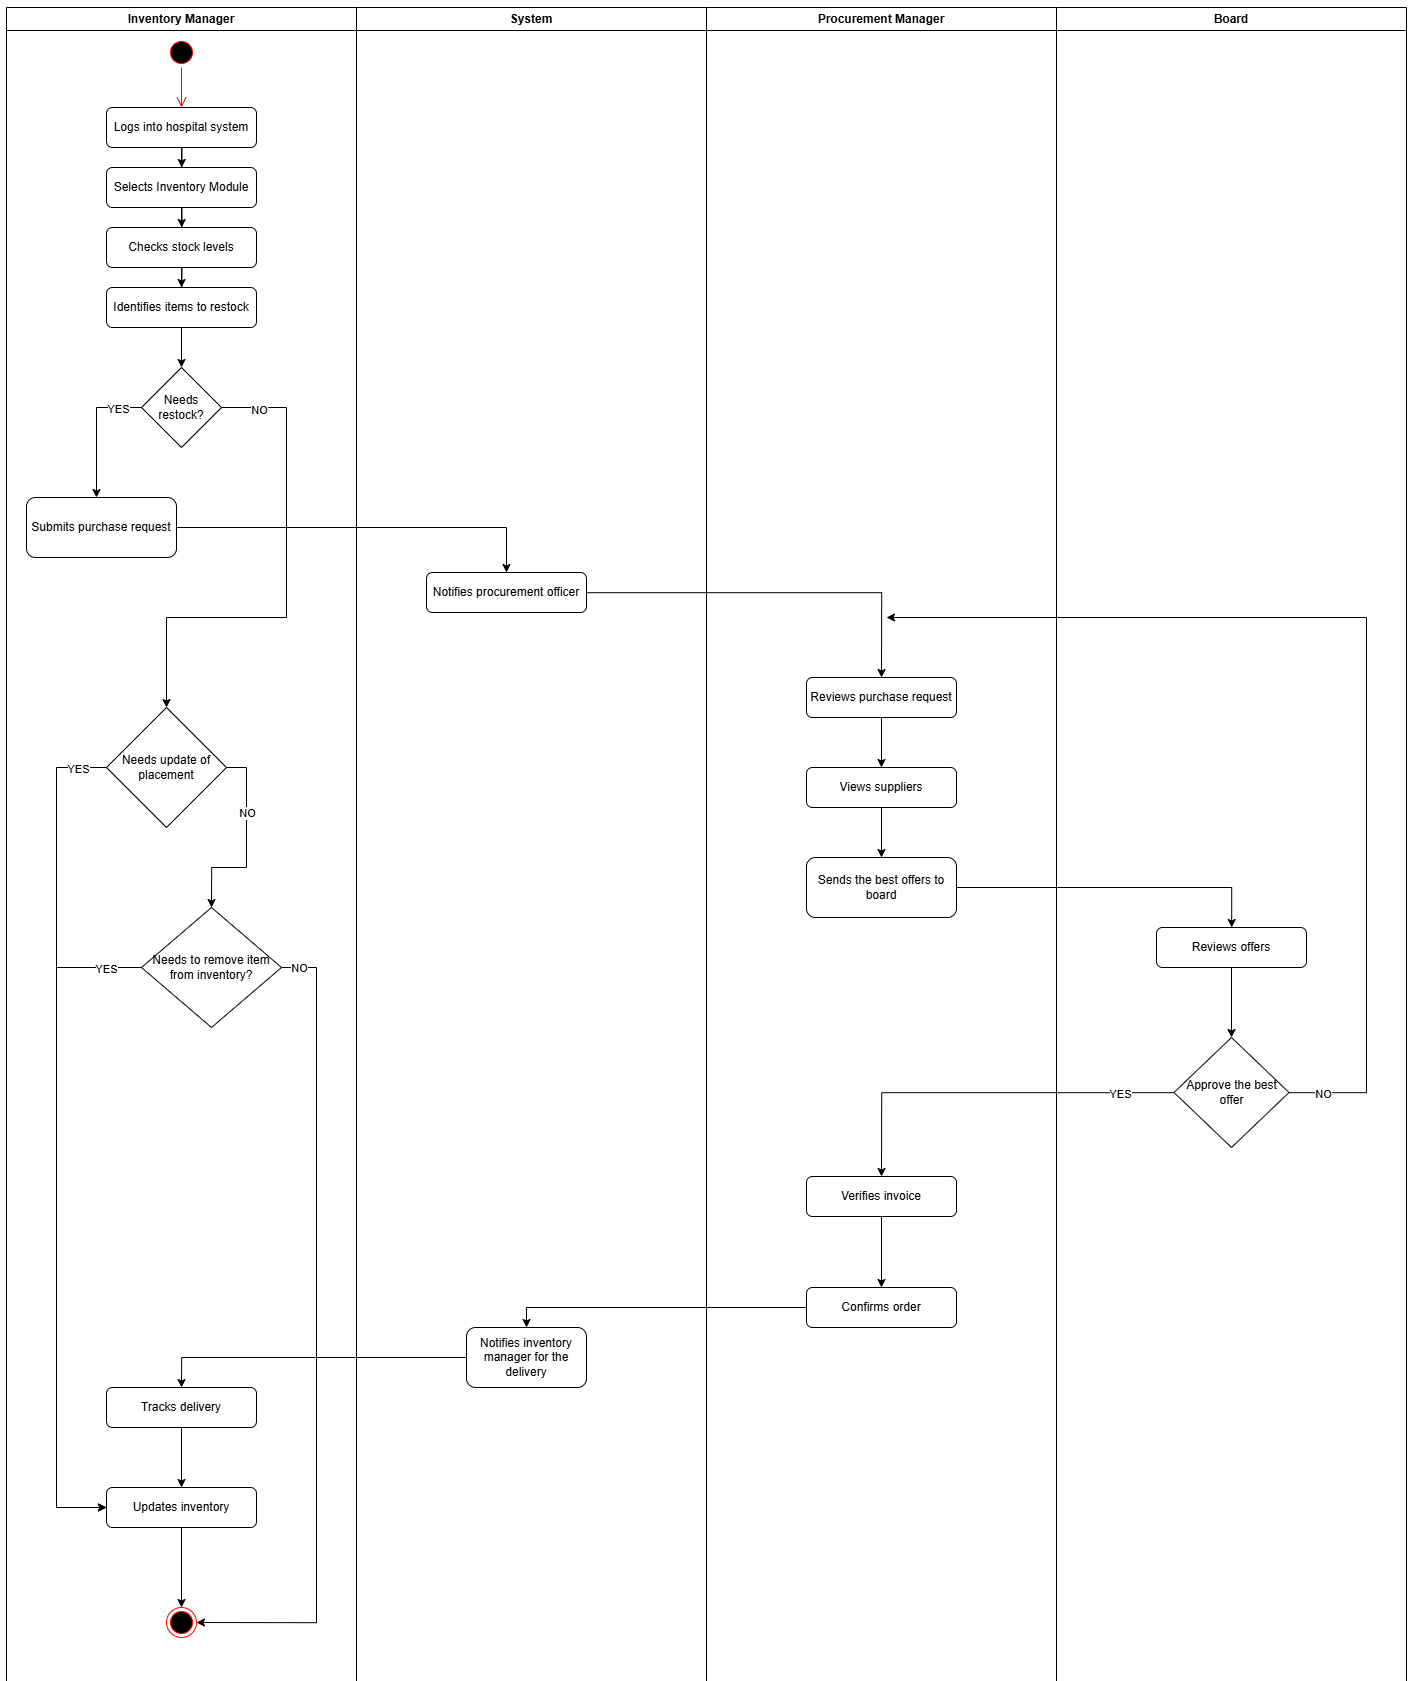 Inventory Manager
System
Procurement Manager
Board
Logs into hospital system
Selects Inventory Module
Checks stock levels
Identifies items to restock
Needs
restock?
YES
NO
Submits purchase request
Notifies procurement officer
Reviews purchase request
Needs update of
placement
YES
NO
Views suppliers
Sends the best offers to
board
Reviews offers
Needs to remove item
from inventory?
YES
NO
Approve the best
offer
YES
NO
Verifies invoice
Confirms order
Notifies inventory
manager for the
delivery
Tracks delivery
Updates inventory